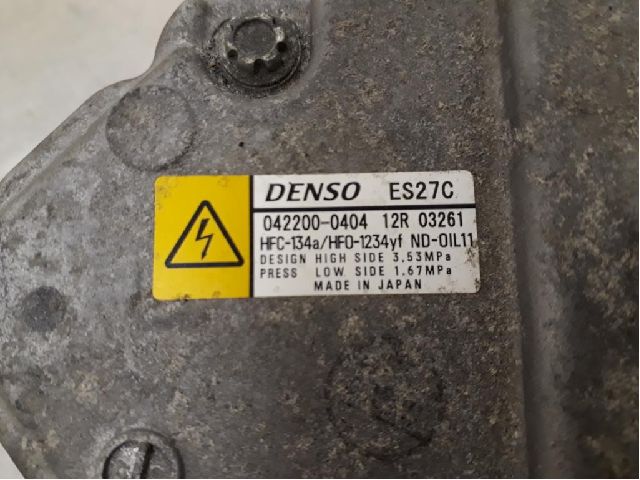 DENSO ES27C
042200-0404 12R 03261
HFC-134a/HFO-1234yf ND-OIL11
DESIGN HIGH SIDE 3.53MPa
PRESS LOW SIDE 1.67MPa
MADE IN JAPAN